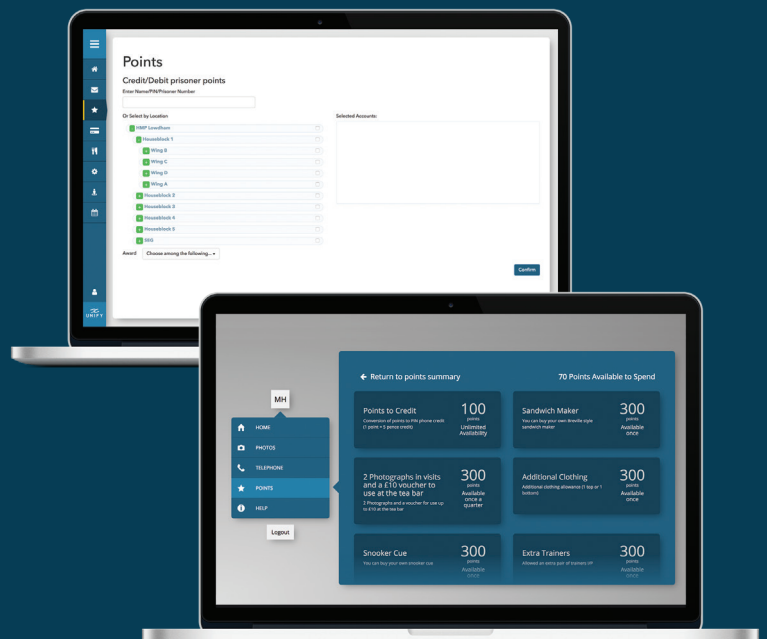 Points
Credit/Debit prisoner points
Enter Name/PIN/Prisoner Number
Or Select by Location
Selected Accounts:
HMP Lowdham
Houseblock 1
Wing B
Wing C
Wing D
Wing A
Houseblock 2
Houseblock 3
Houseblock 4
Houseblock 5
SEG
Award
Choose among the following...
Confirm
UNIFY
Return to points summary
70 Points Available to Spend
MH
HOME
PHOTOS
TELEPHONE
POINTS
HELP
Logout
Points to Credit
Conversion of points to PIN phone credit
(1 point = 5 pence credit)
100
points
Unlimited
Availability
Sandwich Maker
You can buy your own Breville style
sandwich maker
300
points
Available
once
2 Photographs in visits
and a £10 voucher to
use at the tea bar
2 Photographs and a voucher for use up
to £10 at the tea bar
300
points
Available
once a
quarter
Additional Clothing
Additional clothing allowance (1 top or 1
bottom)
300
points
Available
once
Snooker Cue
You can buy your own snooker cue
300
points
Available
once
Extra Trainers
Allowed an extra pair of trainers I/P
300
points
Available
once